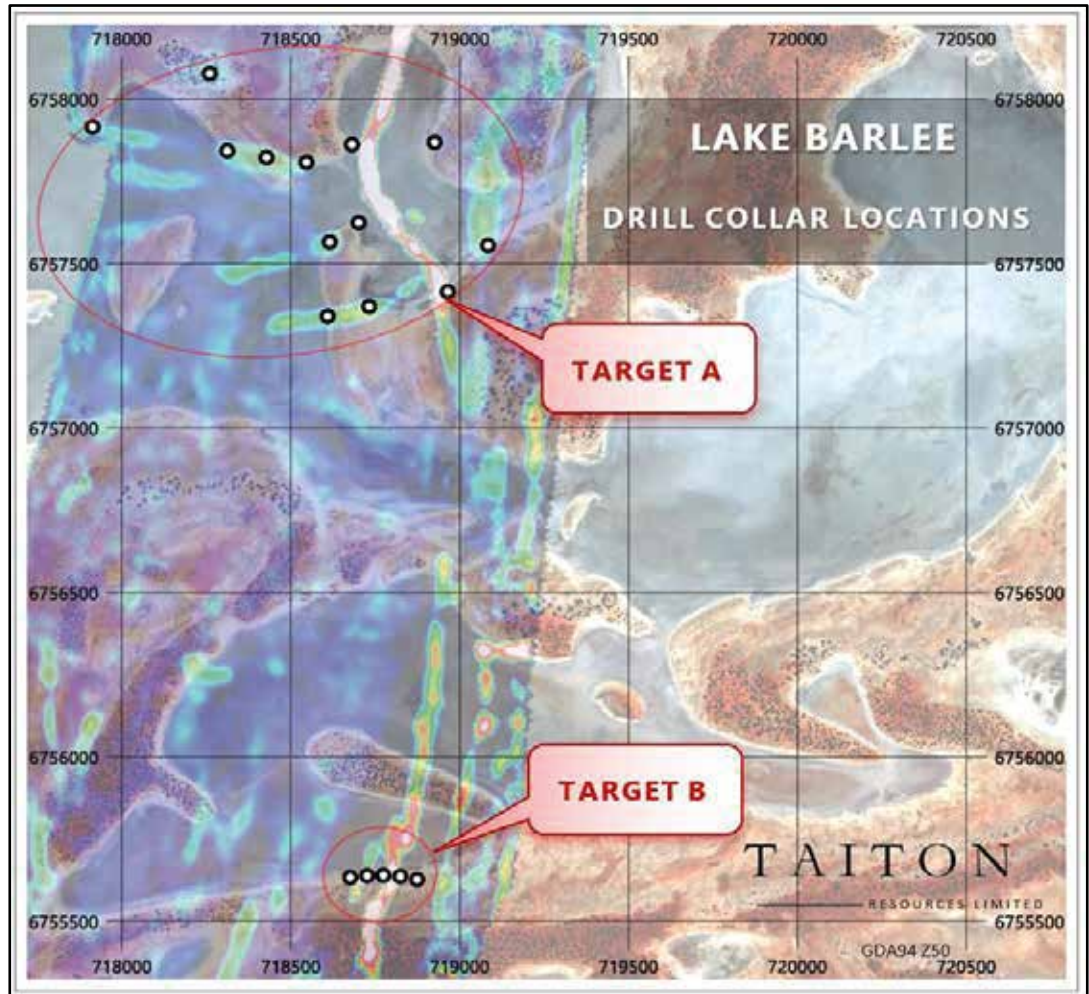 718000 718500 719000 719500 720000 720500
6758000 6758000
LAKE BARLEE
DRILL COLLAR LOCATIONS
6757500 6757500
TARGET A
6757000 6757000
6756500 6756500
6756000 6756000
TARGET B
TAITON
RESOURCES LIMITED
6755500 6755500
GDA94 Z50
718000 718500 719000 719500 720000 720500